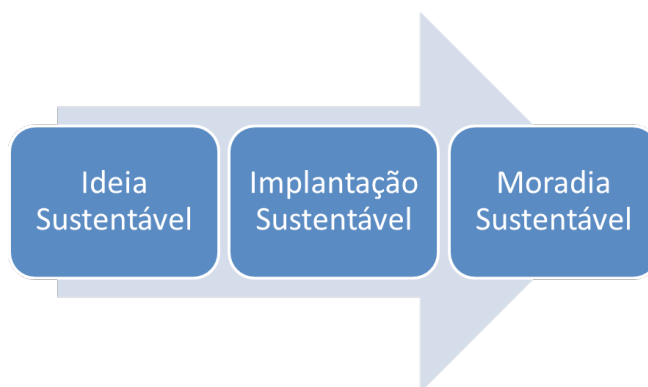 Ideia
Sustentável
Implantação
Sustentável
Moradia
Sustentável